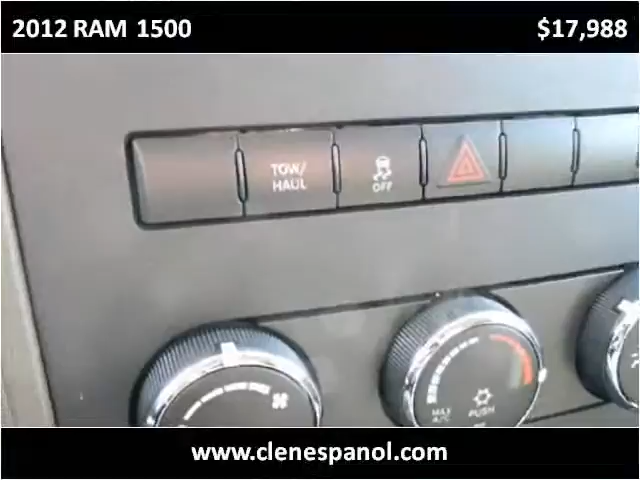 2012 RAM 1500
$17,988
TOW/
HAUL
OFF
MAX
A/C
PUSH
www.clenespanol.com